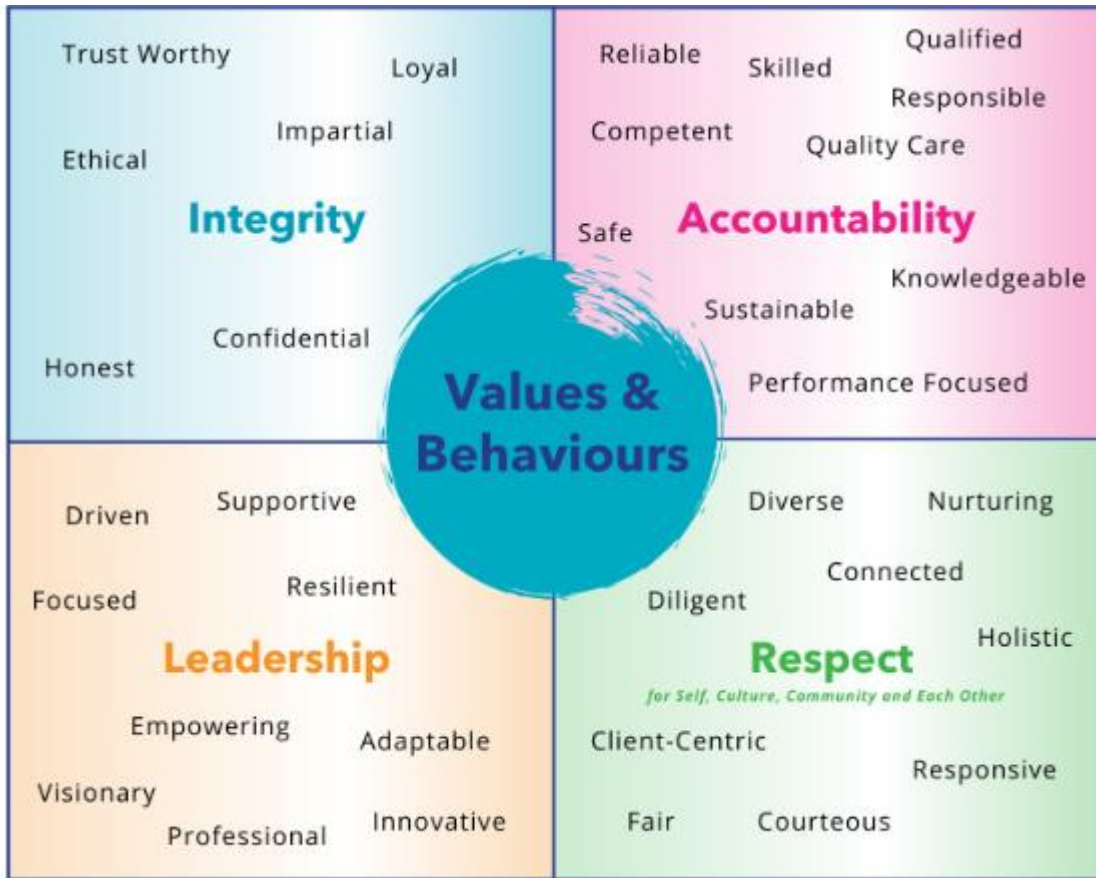 Trust Worthy
Loyal
Impartial
Ethical
Integrity
Confidential
Honest
Reliable
Skilled
Qualified
Responsible
Competent
Quality Care
Safe
Accountability
Knowledgeable
Sustainable
Performance Focused
Values &
Behaviours
Driven
Supportive
Focused
Resilient
Leadership
Empowering
Adaptable
Visionary
Professional
Innovative
Diverse
Nurturing
Connected
Diligent
Holistic
Respect
for Self, Culture, Community and Each Other
Client-Centric
Responsive
Fair
Courteous